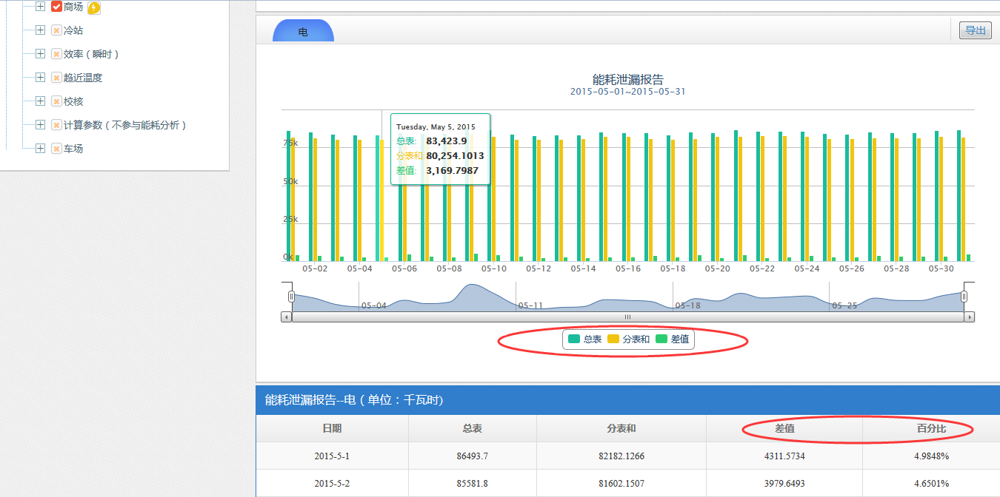 商场
冷站
效率（瞬时）
趋近温度
校核
计算参数（不参与能耗分析）
车场
电
导出
能耗泄漏报告
2015-05-01~2015-05-31
75k
50k
25k
0k
Tuesday, May 5, 2015
总表: 83,423.9
分表和: 80,254.1013
差值: 3,169.7987
05-02 05-04 05-06 05-08 05-10 05-12 05-14 05-16 05-18 05-20 05-22 05-24 05-26 05-28 05-30
05-04 05-11 05-18 05-25
总表 分表和 差值
能耗泄漏报告--电（单位：千瓦时）
日期 总表 分表和 差值 百分比
2015-5-1 86493.7 82182.1266 4311.5734 4.9848%
2015-5-2 85581.8 81602.1507 3979.6493 4.6501%